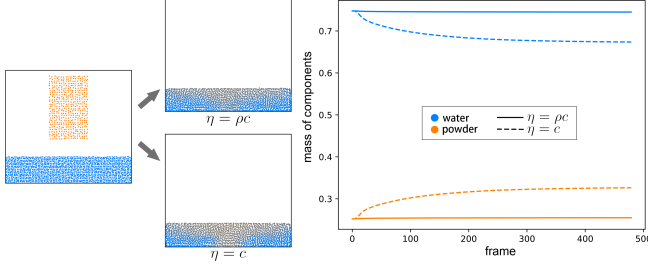 η = ρc
η = c
mass of components
0.7
0.6
0.5
0.4
0.3
water
powder
η = ρc
η = c
0
100
200
300
400
500
frame